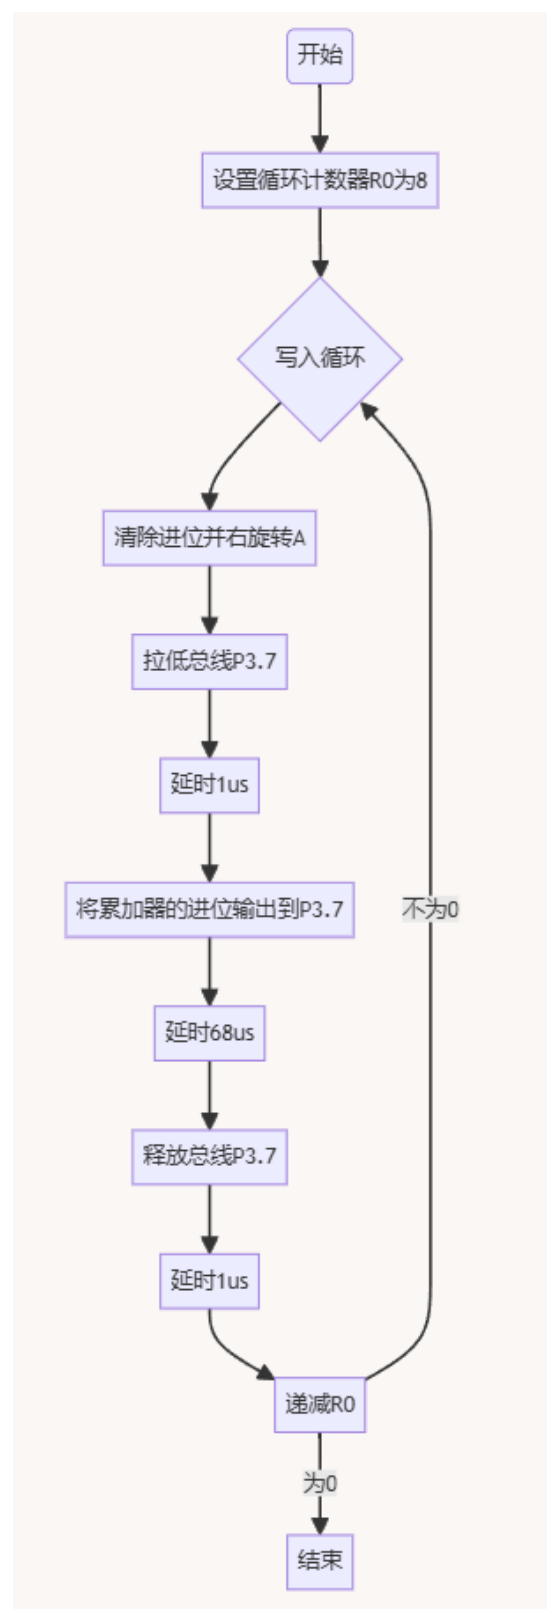 开始
设置循环计数器R0为8
写入循环
清除进位并右旋转A
拉低总线P3.7
延时1us
将累加器的进位输出到P3.7
不为0
延时68us
释放总线P3.7
延时1us
递减R0
为0
结束